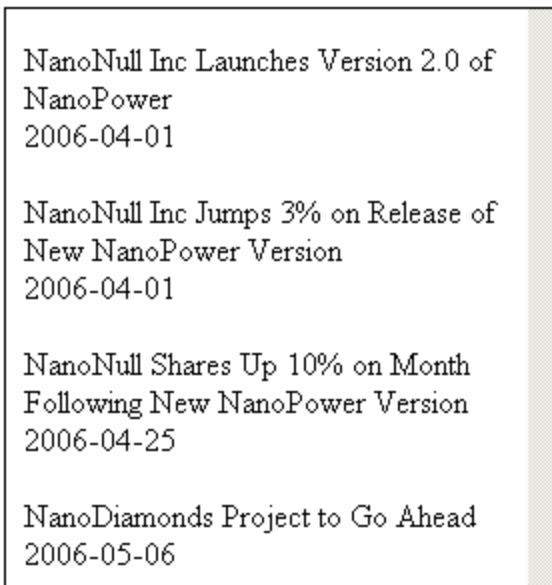 NanoNull Inc Launches Version 2.0 of
NanoPower
2006-04-01
NanoNull Inc Jumps 3% on Release of
New NanoPower Version
2006-04-01
NanoNull Shares Up 10% on Month
Following New NanoPower Version
2006-04-25
NanoDiamonds Project to Go Ahead
2006-05-06